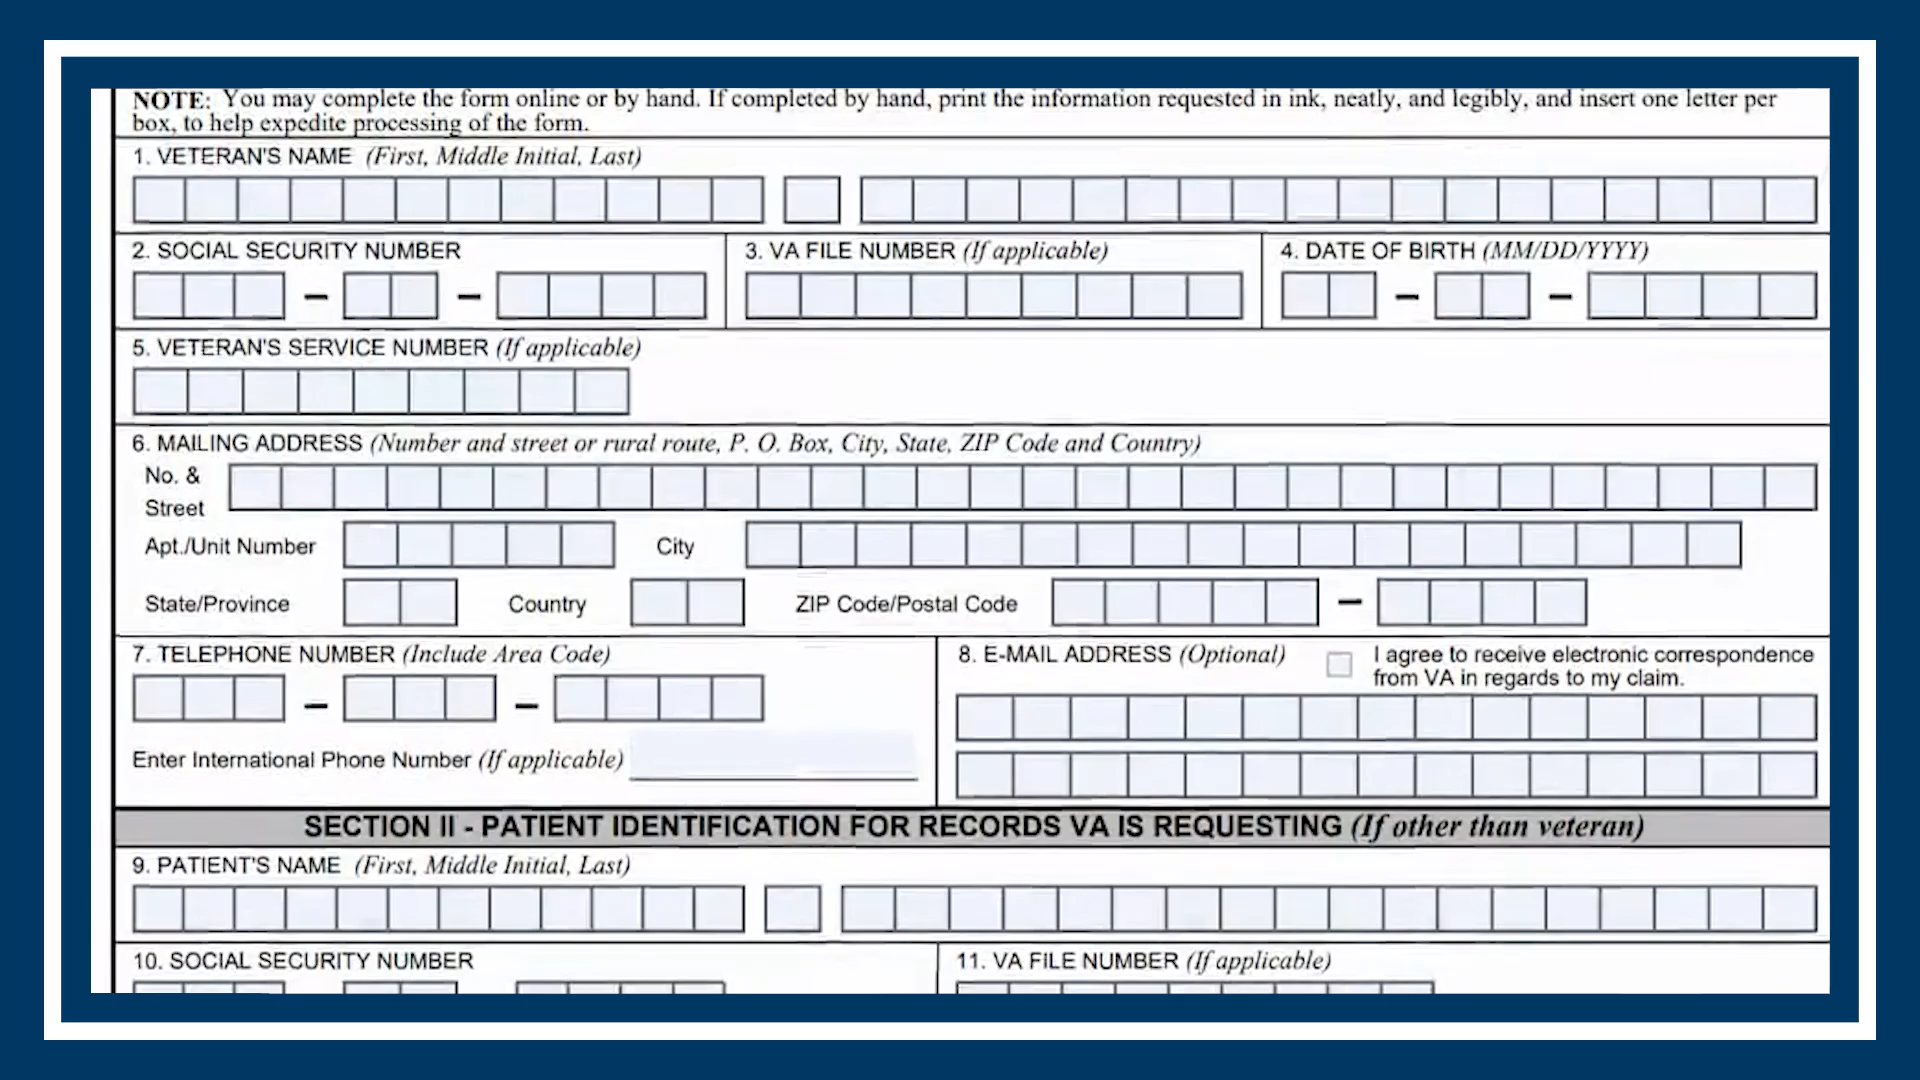 NOTE: You may complete the form online or by hand. If completed by hand, print the information requested in ink, neatly, and legibly, and insert one letter per
box, to help expedite processing of the form.
1. VETERAN'S NAME (First, Middle Initial, Last)
2. SOCIAL SECURITY NUMBER
3. VA FILE NUMBER (If applicable)
4. DATE OF BIRTH (MM/DD/YYYY)
5. VETERAN'S SERVICE NUMBER (If applicable)
6. MAILING ADDRESS (Number and street or rural route, P. O. Box, City, State, ZIP Code and Country)
No. &
Street
Apt./Unit Number
City
State/Province
Country
ZIP Code/Postal Code
7. TELEPHONE NUMBER (Include Area Code)
Enter International Phone Number (If applicable)
8. E-MAIL ADDRESS (Optional)
I agree to receive electronic correspondence
from VA in regards to my claim.
SECTION II - PATIENT IDENTIFICATION FOR RECORDS VA IS REQUESTING (If other than veteran)
9. PATIENT'S NAME (First, Middle Initial, Last)
10. SOCIAL SECURITY NUMBER
11. VA FILE NUMBER (If applicable)